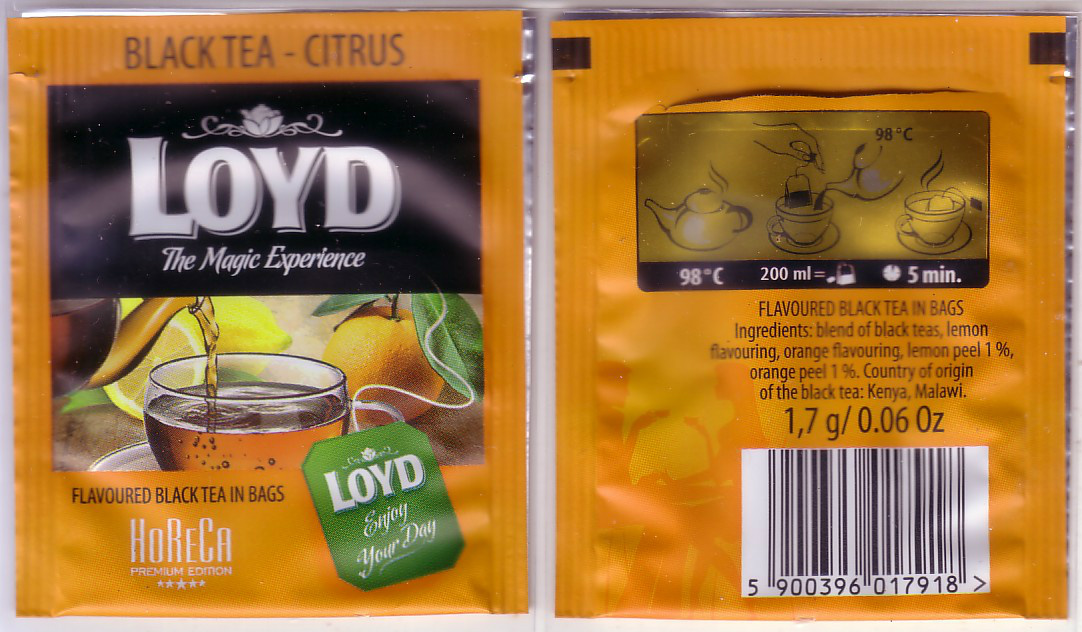 BLACK TEA - CITRUS
LOYD
The Magic Experience
LOYD
Enjoy
Your Day
FLAVOURED BLACK TEA IN BAGS
HoReCa
PREMIUM EDITION
98°C
98°C 200 ml= 5 min.
FLAVOURED BLACK TEA IN BAGS
Ingredients: blend of black teas, lemon
flavouring, orange flavouring, lemon peel 1 %,
orange peel 1 %. Country of origin
of the black tea: Kenya, Malawi.
1,7 g/ 0.06 Oz
5 900396 017918 >